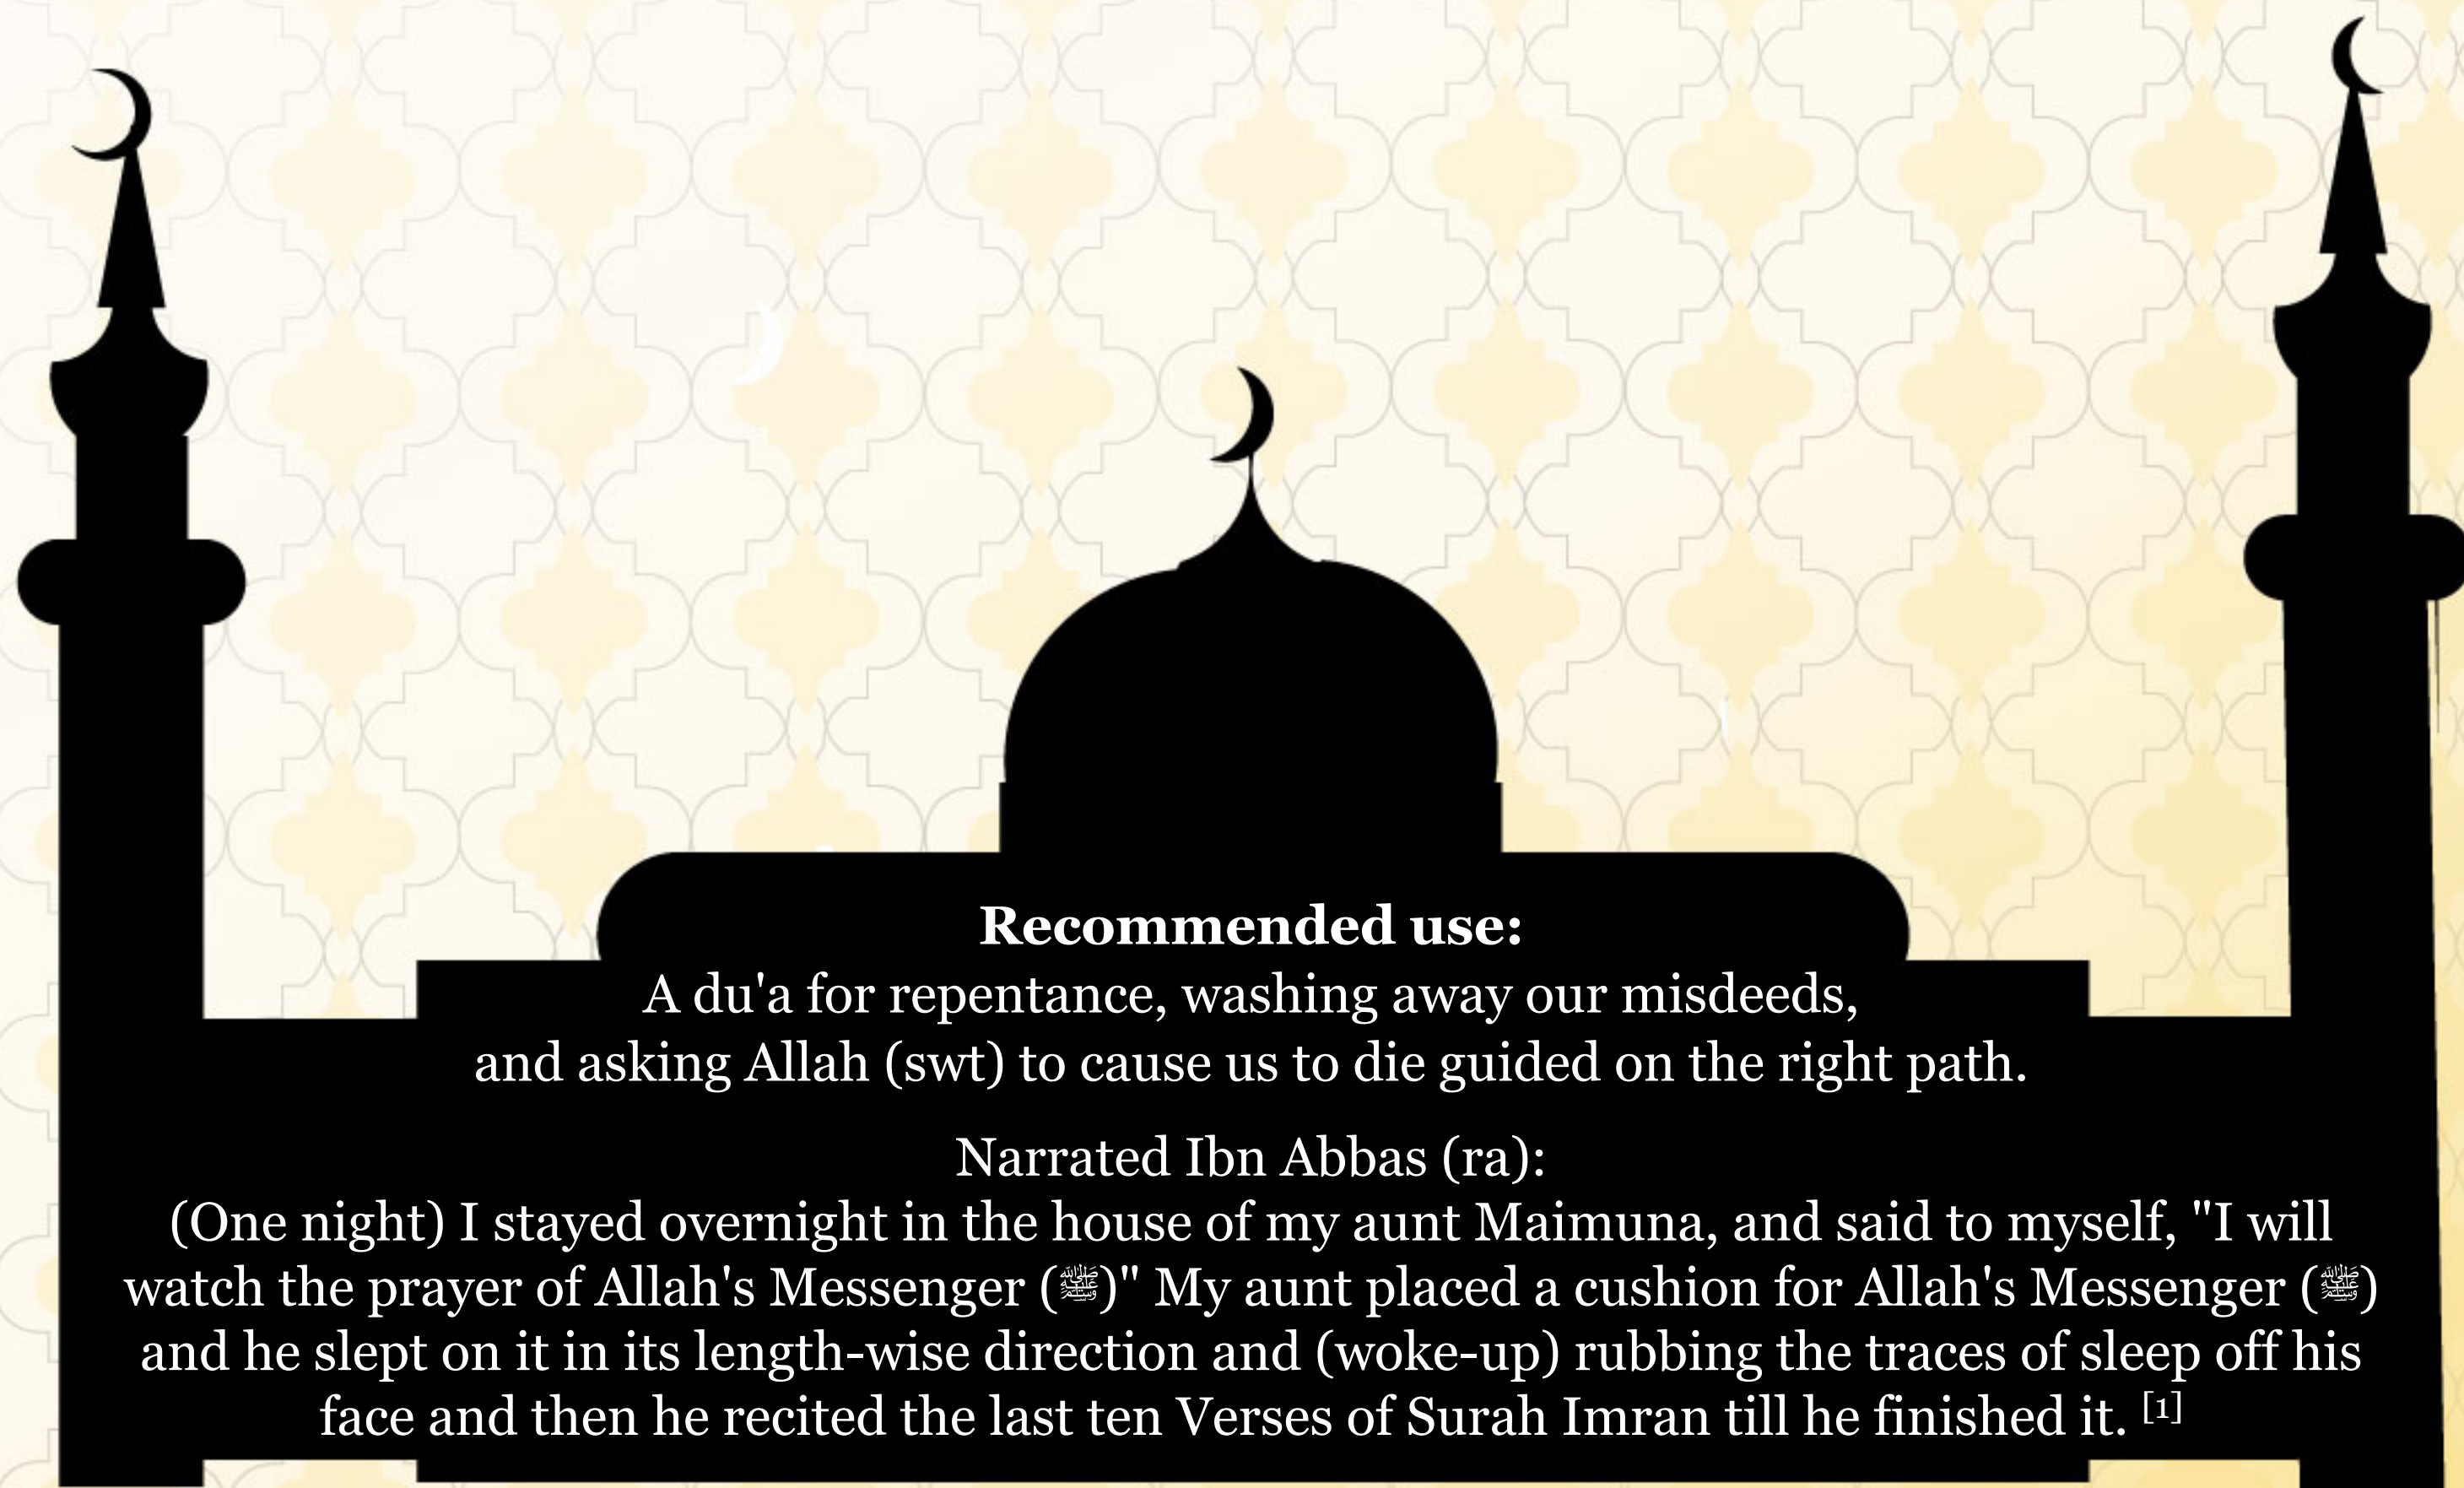 Recommended use:
A du'a for repentance, washing away our misdeeds,
and asking Allah (swt) to cause us to die guided on the right path.
Narrated Ibn Abbas (ra):
(One night) I stayed overnight in the house of my aunt Maimuna, and said to myself, "I will
watch the prayer of Allah's Messenger (ﷺ)" My aunt placed a cushion for Allah's Messenger (ﷺ)
and he slept on it in its length-wise direction and (woke-up) rubbing the traces of sleep off his
face and then he recited the last ten Verses of Surah Imran till he finished it. [1]